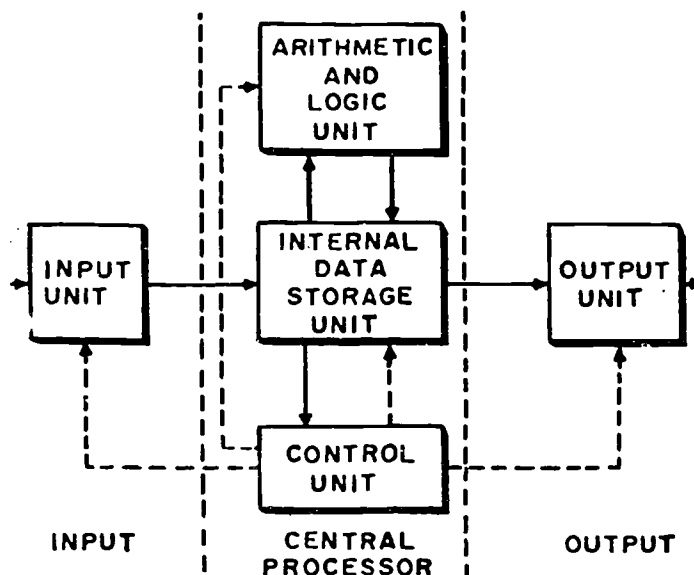 ARITHMETIC
AND
LOGIC
UNIT
INPUT
UNIT
INTERNAL
DATA
STORAGE
UNIT
OUTPUT
UNIT
CONTROL
UNIT
INPUT
CENTRAL
PROCESSOR
OUTPUT